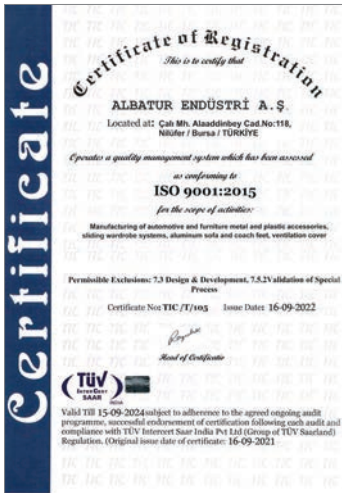 Certificate
Certificate of Registration
This is to certify that
ALBATUR ENDÜSTRİ A.Ş.
Located at: Çalı Mh. Alaaddinbey Cad.No:118,
Nilüfer / Bursa / TÜRKİYE
Operates a quality management system which has been assessed
as conforming to
ISO 9001:2015
for the scope of activities:
Manufacturing of automotive and furniture metal and plastic accessories,
sliding wardrobe systems, aluminum sofa and coach feet, ventilation cover
Permissible Exclusions: 7.3 Design & Development, 7.5.2Validation of Special
Process
Certificate No: TIC /T/105 Issue Date: 16-09-2022
Head of Certificatio
TÜV
INTERCERT
SAAR
INDIA
Valid Till 15-09-2024subject to adherence to the agreed ongoing audit
programme, successful endorsement of certification following each audit and
compliance with TÜV Intercert Saar India Pvt Ltd (Group of TÜV Saarland)
Regulation. (Original issue date of certificate: 16-09-2021